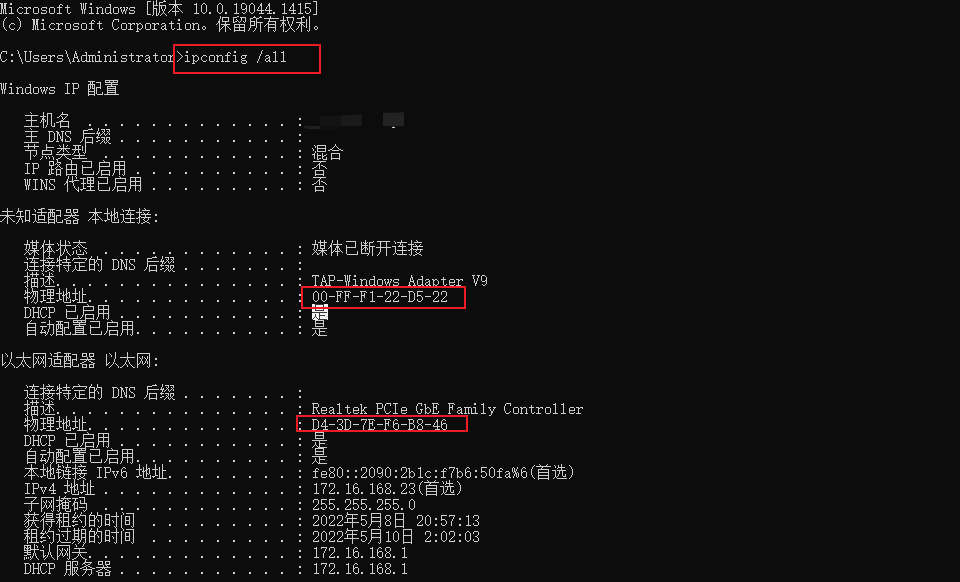 Microsoft Windows [版本 10.0.19044.1415]
(c) Microsoft Corporation。保留所有权利。
C:\Users\Administrator>ipconfig /all
Windows IP 配置
主机名 . . . . . . . . . . . . . :
主 DNS 后缀 . . . . . . . . . . . :
节点类型 . . . . . . . . . . . . : 混合
IP 路由已启用 . . . . . . . . . . : 否
WINS 代理已启用 . . . . . . . . . : 否
未知适配器 本地连接:
媒体状态 . . . . . . . . . . . . : 媒体已断开连接
连接特定的 DNS 后缀 . . . . . . . :
描述. . . . . . . . . . . . . . . : TAP-Windows Adapter V9
物理地址. . . . . . . . . . . . . : 00-FF-F1-22-D5-22
DHCP 已启用 . . . . . . . . . . . : 是
自动配置已启用. . . . . . . . . . : 是
以太网适配器 以太网:
连接特定的 DNS 后缀 . . . . . . . :
描述. . . . . . . . . . . . . . . : Realtek PCIe GbE Family Controller
物理地址. . . . . . . . . . . . . : D4-3D-7E-F6-B8-46
DHCP 已启用 . . . . . . . . . . . : 是
自动配置已启用. . . . . . . . . . : 是
本地链接 IPv6 地址. . . . . . . . : fe80::2090:2b1c:f7b6:50fa%6(首选)
IPv4 地址 . . . . . . . . . . . . : 172.16.168.23(首选)
子网掩码 . . . . . . . . . . . . : 255.255.255.0
获得租约的时间 . . . . . . . . . : 2022年5月8日 20:57:13
租约过期的时间 . . . . . . . . . : 2022年5月10日 2:02:03
默认网关. . . . . . . . . . . . . : 172.16.168.1
DHCP 服务器 . . . . . . . . . . . : 172.16.168.1